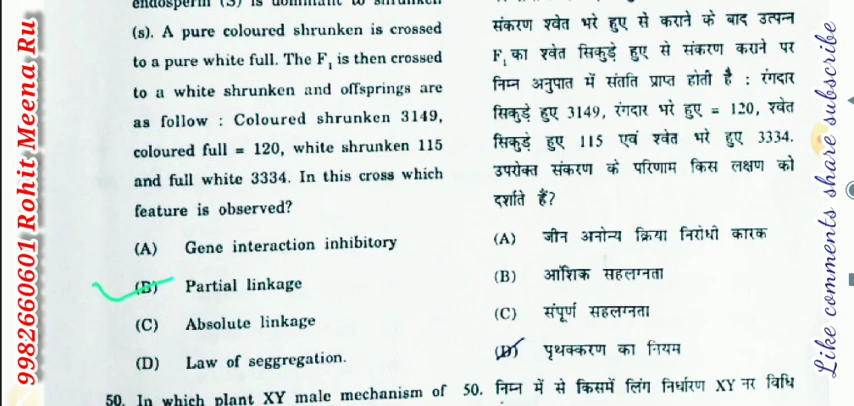 9982660601 Rohit Meena Ru
endosperm (S) is dominant to shrunken
(s). A pure coloured shrunken is crossed
to a pure white full. The F₁ is then crossed
to a white shrunken and offsprings are
as follow : Coloured shrunken 3149,
coloured full = 120, white shrunken 115
and full white 3334. In this cross which
feature is observed?
(A) Gene interaction inhibitory
(B) Partial linkage
(C) Absolute linkage
(D) Law of seggregation.
50. In which plant XY male mechanism of
संकरण श्वेत भरे हुए से कराने के बाद उत्पन्न
F₁ का श्वेत सिकुड़े हुए से संकरण कराने पर
निम्न अनुपात में संतति प्राप्त होती है : रंगदार
सिकुड़े हुए 3149, रंगदार भरे हुए = 120, श्वेत
सिकुड़े हुए 115 एवं श्वेत भरे हुए 3334.
उपरोक्त संकरण के परिणाम किस लक्षण को
दर्शाते हैं?
(A) जीन अनोन्य क्रिया निरोधी कारक
(B) आंशिक सहलग्नता
(C) संपूर्ण सहलग्नता
(D) पृथक्करण का नियम
50. निम्न में से किसमें लिंग निर्धारण XY नर विधि
Like comments share subscribe